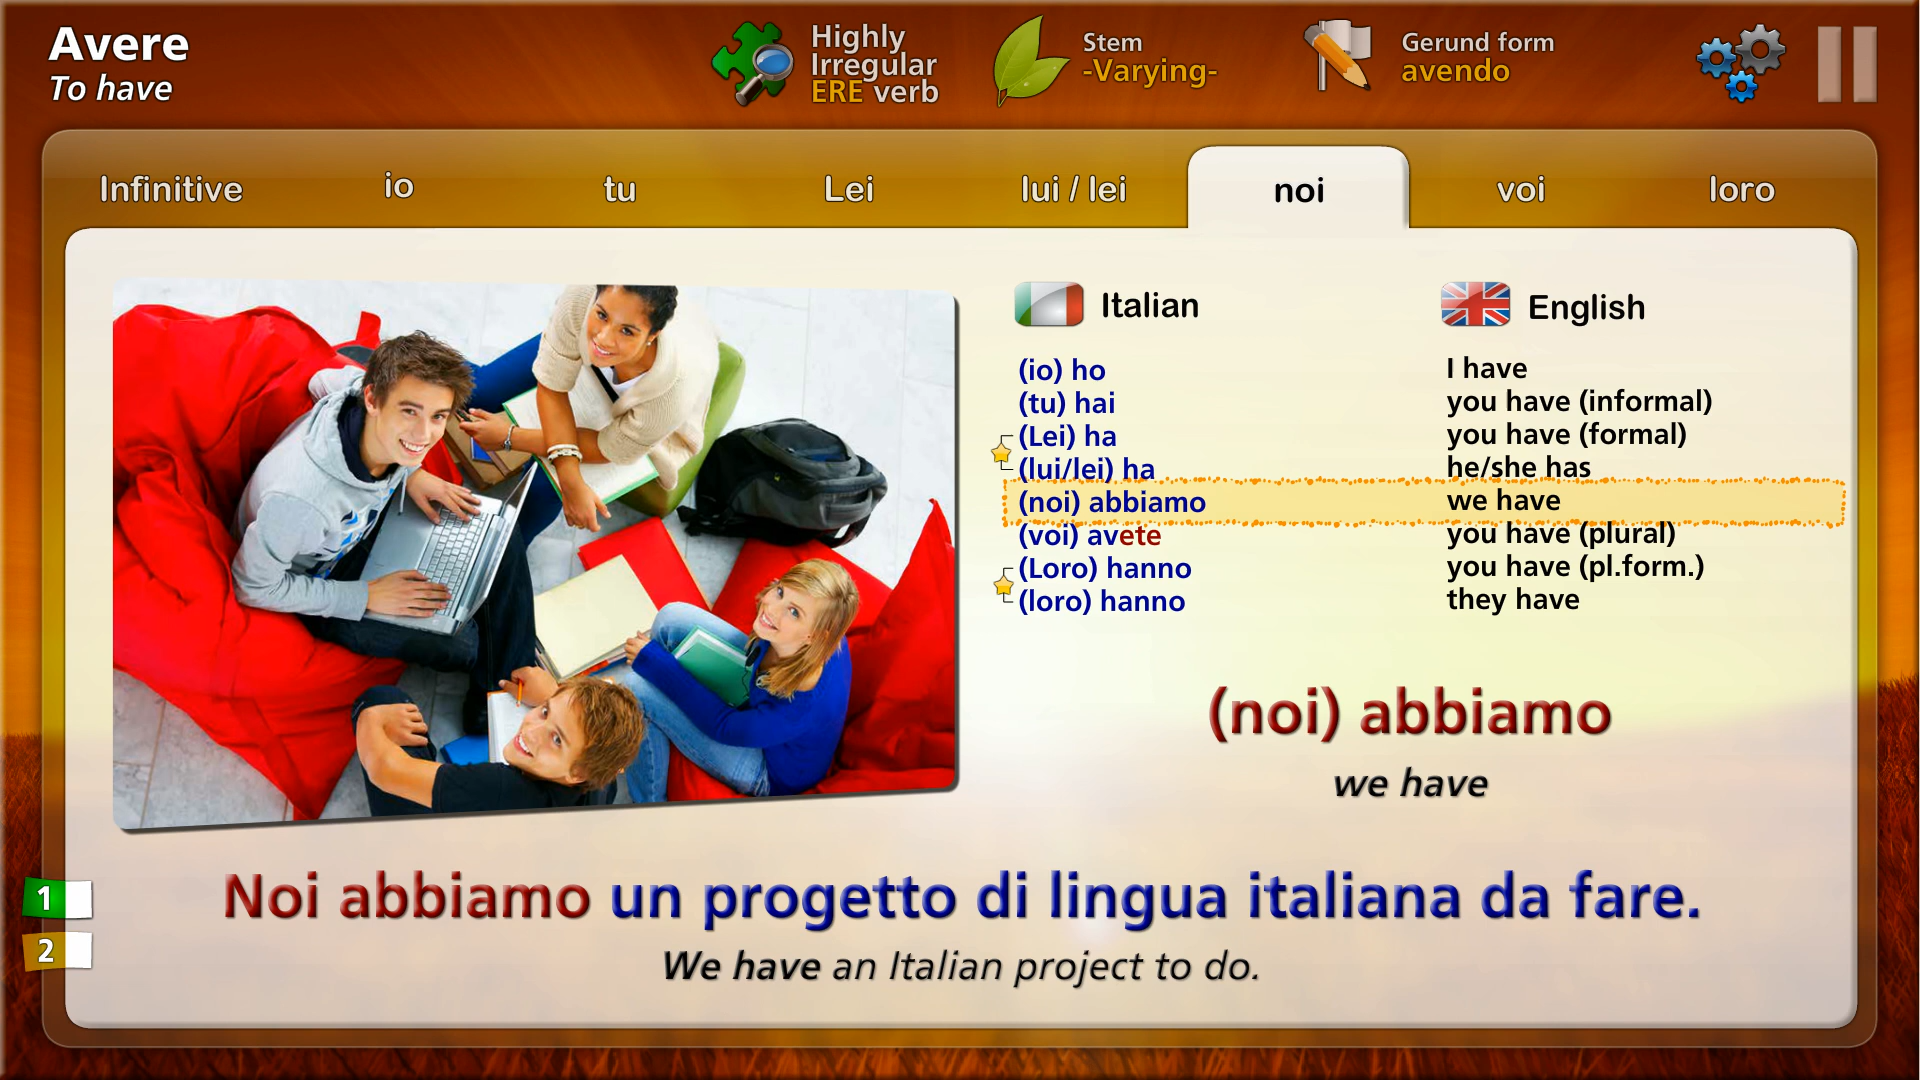 Avere
To have
Highly
Irregular
ERE verb
Stem
-Varying-
Gerund form
avendo
Infinitive
io
tu
Lei
lui / lei
noi
voi
loro
Italian
English
(io) ho
I have
(tu) hai
you have (informal)
(Lei) ha
you have (formal)
(lui/lei) ha
he/she has
(noi) abbiamo
we have
(voi) avete
you have (plural)
(Loro) hanno
you have (pl.form.)
(loro) hanno
they have
(noi) abbiamo
we have
1
2
Noi abbiamo un progetto di lingua italiana da fare.
We have an Italian project to do.